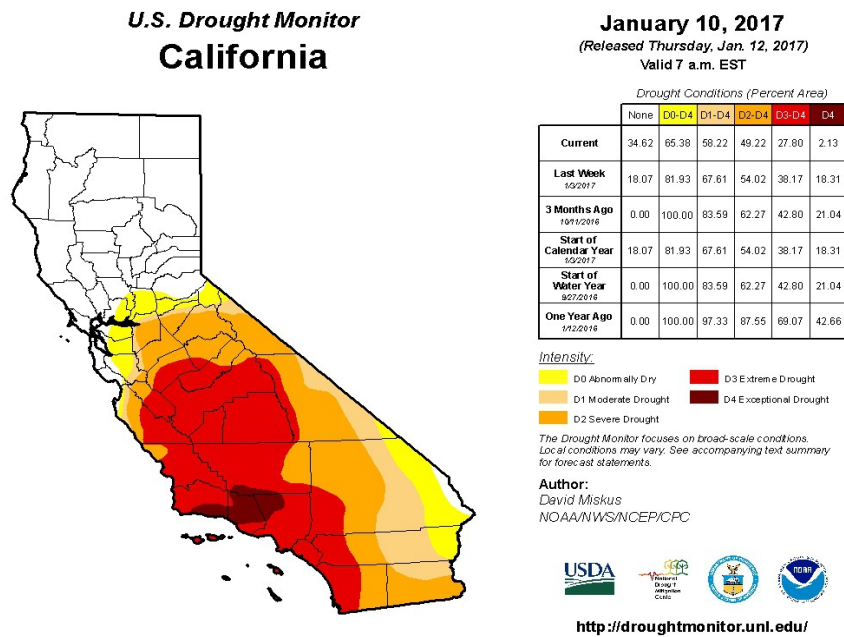 U.S. Drought Monitor
California
January 10, 2017
(Released Thursday, Jan. 12, 2017)
Valid 7 a.m. EST
Drought Conditions (Percent Area)
None D0-D4 D1-D4 D2-D4 D3-D4 D4
Current 34.62 65.38 58.22 49.22 27.80 2.13
Last Week 18.07 81.93 67.61 54.02 38.17 18.31
1/3/2017
3 Months Ago 0.00 100.00 83.59 62.27 42.80 21.04
10/11/2016
Start of
Calendar Year 18.07 81.93 67.61 54.02 38.17 18.31
1/3/2017
Start of
Water Year 0.00 100.00 83.59 62.27 42.80 21.04
9/27/2016
One Year Ago 0.00 100.00 97.33 87.55 69.07 42.66
1/12/2016
Intensity:
D0 Abnormally Dry D3 Extreme Drought
D1 Moderate Drought D4 Exceptional Drought
D2 Severe Drought
The Drought Monitor focuses on broad-scale conditions.
Local conditions may vary. See accompanying text summary
for forecast statements.
Author:
David Miskus
NOAA/NWS/NCEP/CPC
USDA
National
Drought
Mitigation
Center
NOAA
http://droughtmonitor.unl.edu/